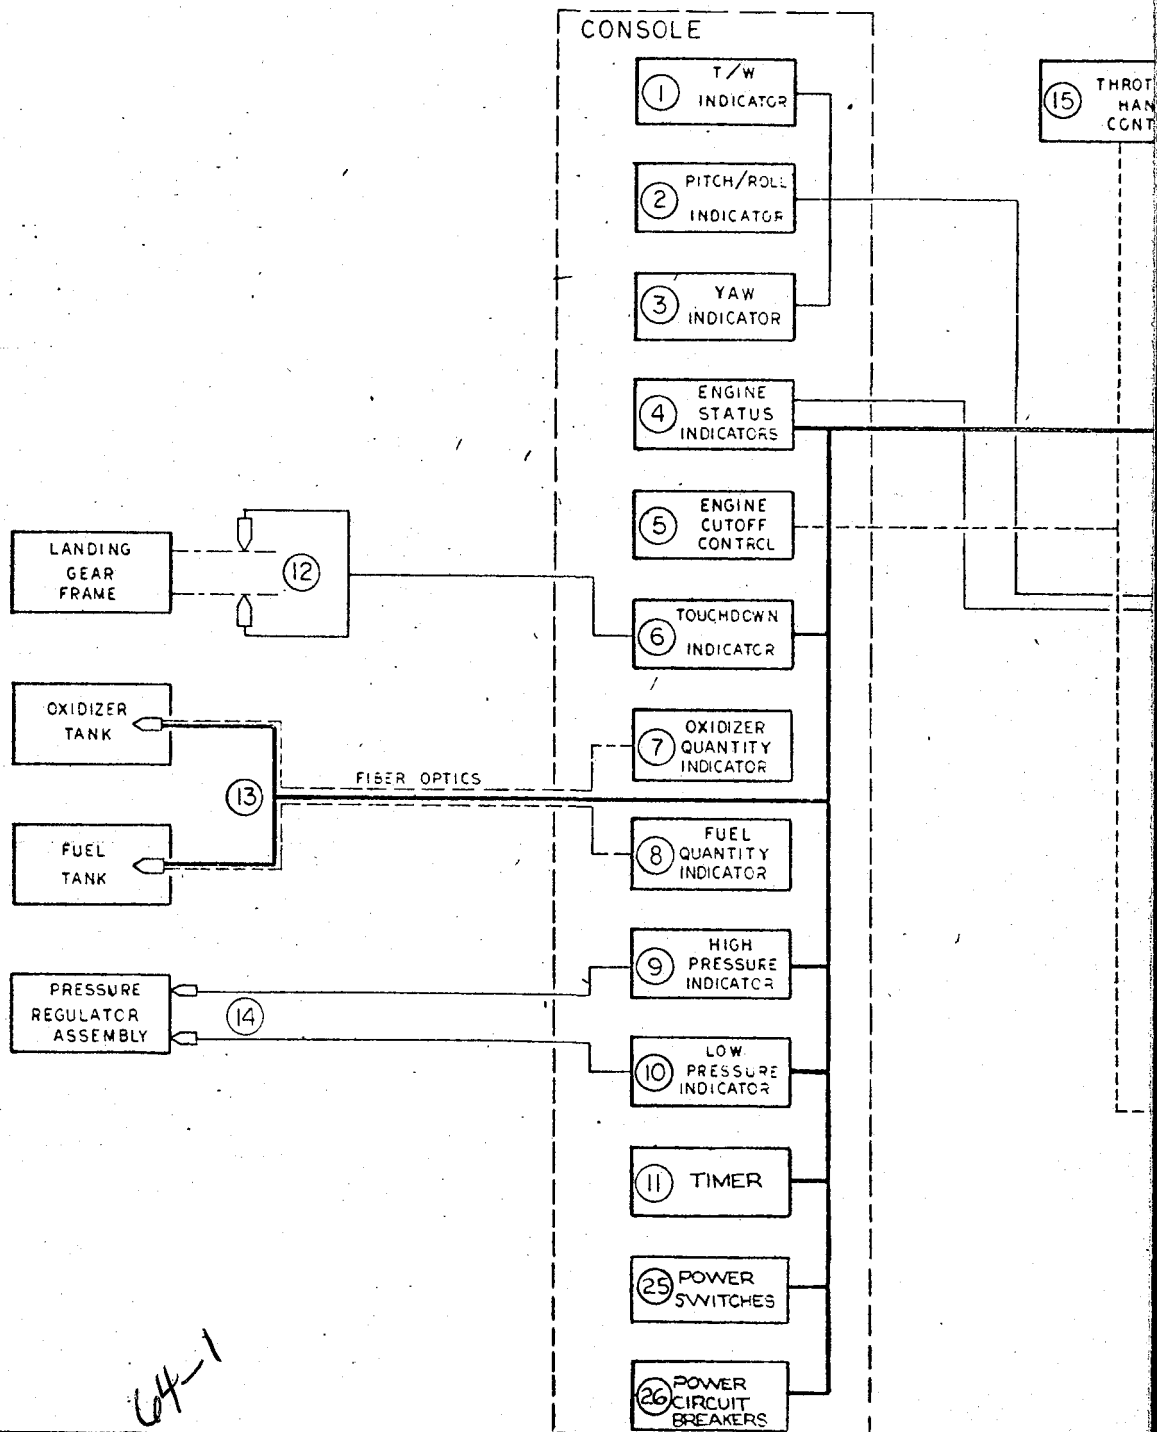 CONSOLE
1 T/W
INDICATOR
2 PITCH/ROLL
INDICATOR
3 YAW
INDICATOR
4 ENGINE
STATUS
INDICATORS
5 ENGINE
CUTOFF
CONTROL
6 TOUCHDOWN
INDICATOR
7 OXIDIZER
QUANTITY
INDICATOR
8 FUEL
QUANTITY
INDICATOR
9 HIGH
PRESSURE
INDICATOR
10 LOW
PRESSURE
INDICATOR
11 TIMER
25 POWER
SWITCHES
26 POWER
CIRCUIT
BREAKERS
LANDING
GEAR
FRAME
12
OXIDIZER
TANK
13
FIBER OPTICS
FUEL
TANK
PRESSURE
REGULATOR
ASSEMBLY
14
15 THROT
HAN
CONT
64-1